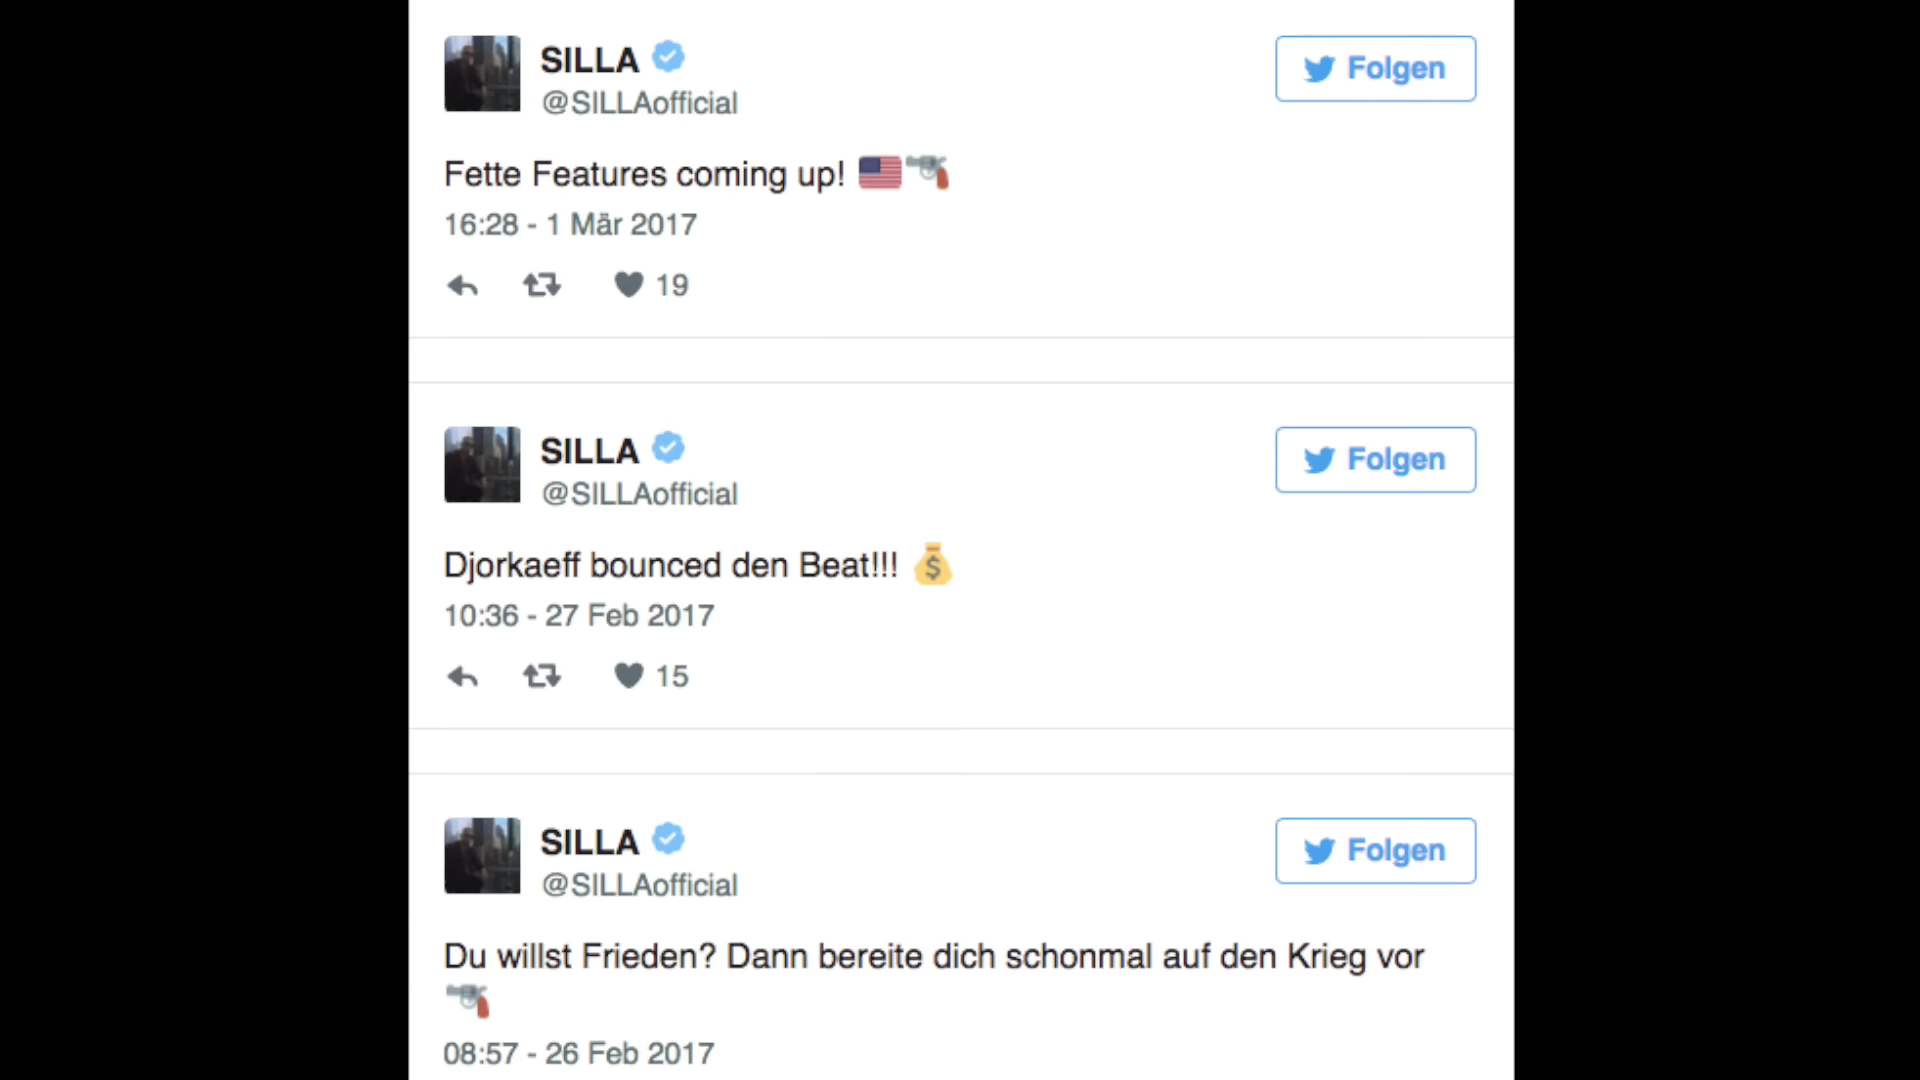 SILLA
@SILLAofficial
Folgen
Fette Features coming up! 🇺🇸🔫
16:28 - 1 Mär 2017
19
SILLA
@SILLAofficial
Folgen
Djorkaeff bounced den Beat!!! 💰
10:36 - 27 Feb 2017
15
SILLA
@SILLAofficial
Folgen
Du willst Frieden? Dann bereite dich schonmal auf den Krieg vor
🔫
08:57 - 26 Feb 2017